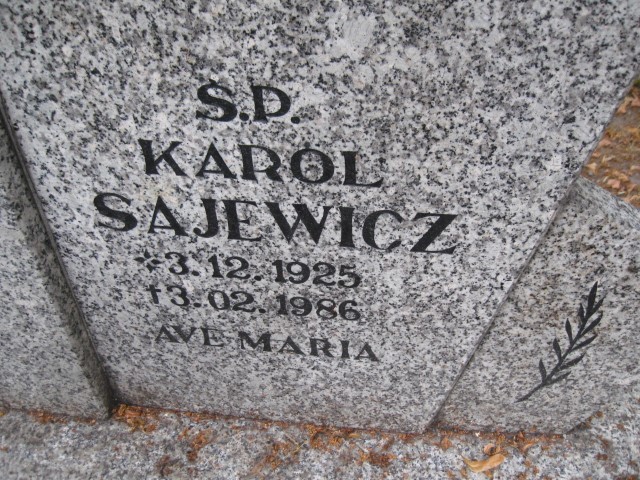 Ś.P.
KAROL
SAJEWICZ
*3.12.1925
†3.02.1986
AVE MARIA